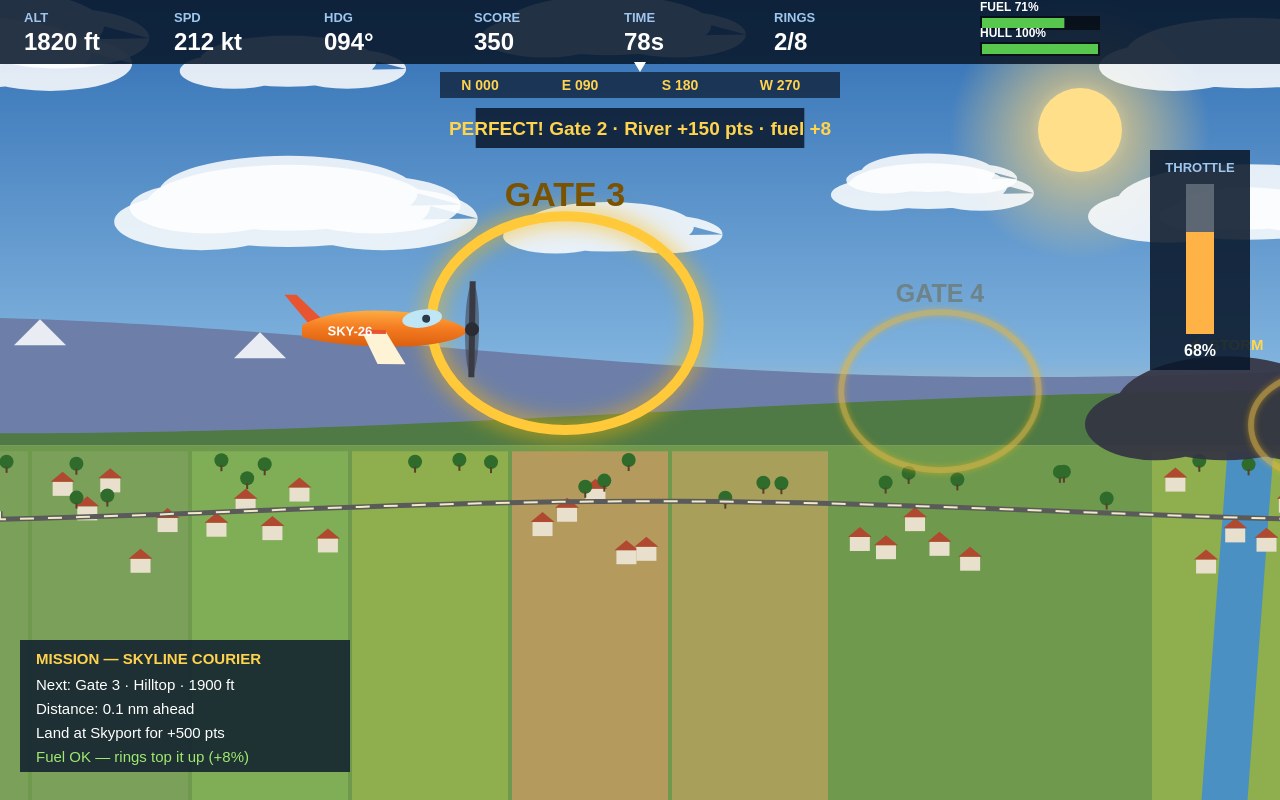 ALT SPD HDG SCORE TIME RINGS
1820 ft 212 kt 094° 350 78s 2/8
FUEL 71%
HULL 100%
N 000 E 090 S 180 W 270
PERFECT! Gate 2 · River +150 pts · fuel +8
THROTTLE
GATE 3
GATE 4
SKY-26
STORM
68%
MISSION — SKYLINE COURIER
Next: Gate 3 · Hilltop · 1900 ft
Distance: 0.1 nm ahead
Land at Skyport for +500 pts
Fuel OK — rings top it up (+8%)